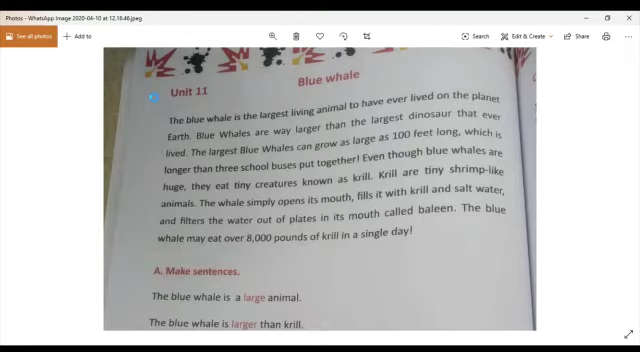 Photos - WhatsApp Image 2020-04-10 at 12.16.46.jpeg
See all photos + Add to Search Edit & Create Share
Unit 11 Blue whale
The blue whale is the largest living animal to have ever lived on the planet
Earth. Blue Whales are way larger than the largest dinosaur that ever
lived. The largest Blue Whales can grow as large as 100 feet long, which is
longer than three school buses put together! Even though blue whales are
huge, they eat tiny creatures known as krill. Krill are tiny shrimp-like
animals. The whale simply opens its mouth, fills it with krill and salt water,
and filters the water out of plates in its mouth called baleen. The blue
whale may eat over 8,000 pounds of krill in a single day!
A. Make sentences.
The blue whale is a large animal.
The blue whale is larger than krill.